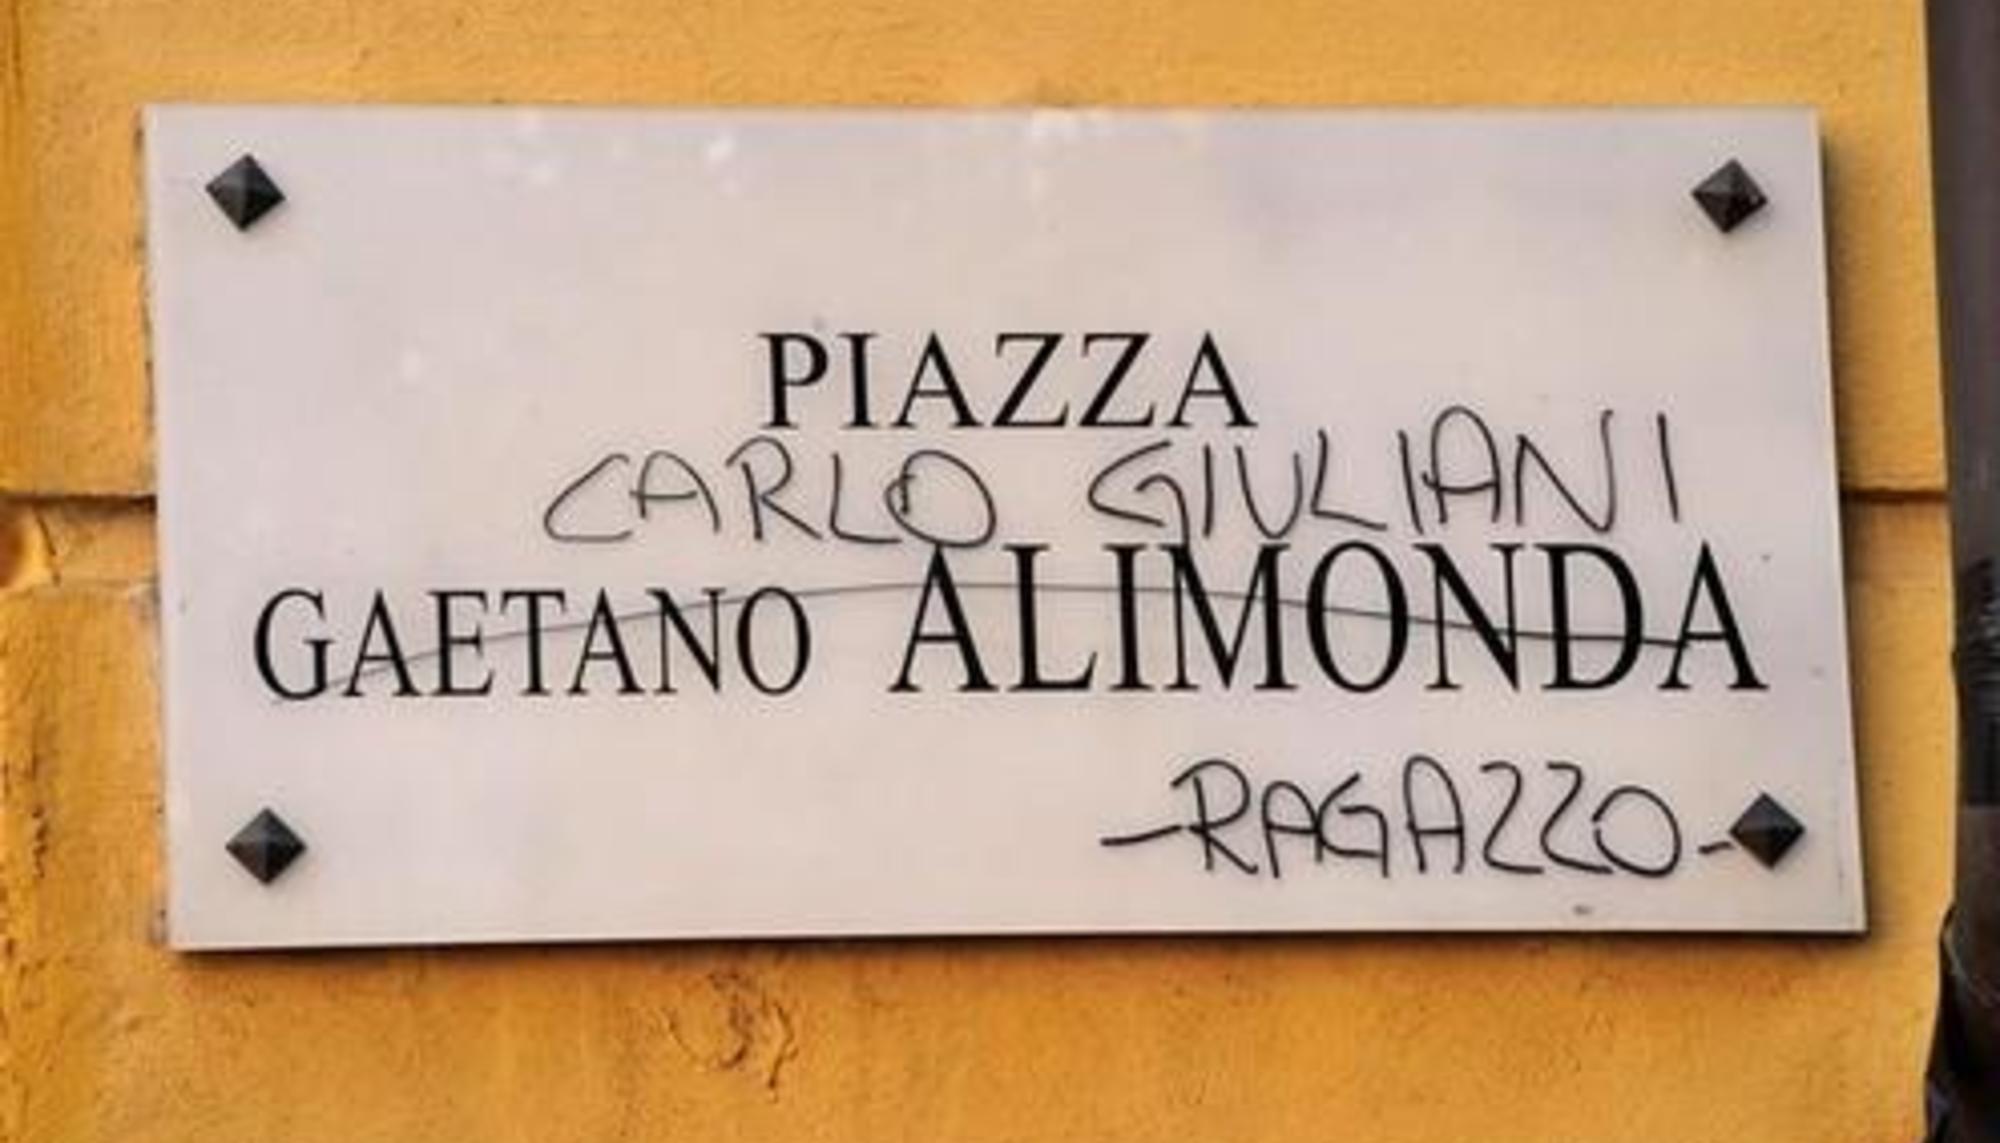 PIAZZA
CARLO GIULIANI
GAETANO ALIMONDA
-RAGAZZO-